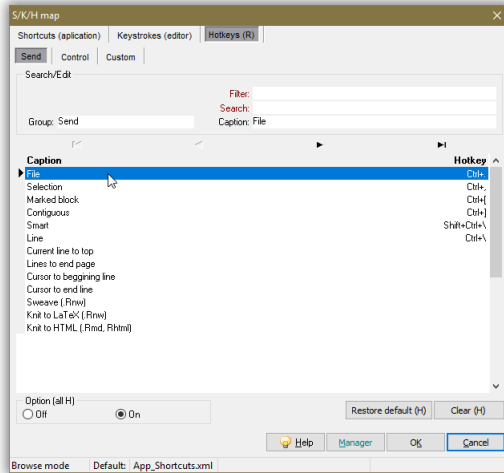 S/K/H map
Shortcuts (aplication) Keystrokes (editor) Hotkeys (R)
Send Control Custom
Search/Edit
Filter:
Search:
Group: Send Caption: File
Caption Hotkey
File Ctrl+.
Selection Ctrl+,
Marked block Ctrl+[
Contiguous Ctrl+]
Smart Shift+Ctrl+\
Line Ctrl+\
Current line to top
Lines to end page
Cursor to beggining line
Cursor to end line
Sweave (.Rnw)
Knit to LaTeX (.Rnw)
Knit to HTML (.Rmd, Rhtml)
Option (all H)
Off On
Restore default (H) Clear (H)
Help Manager OK Cancel
Browse mode Default: App_Shortcuts.xml